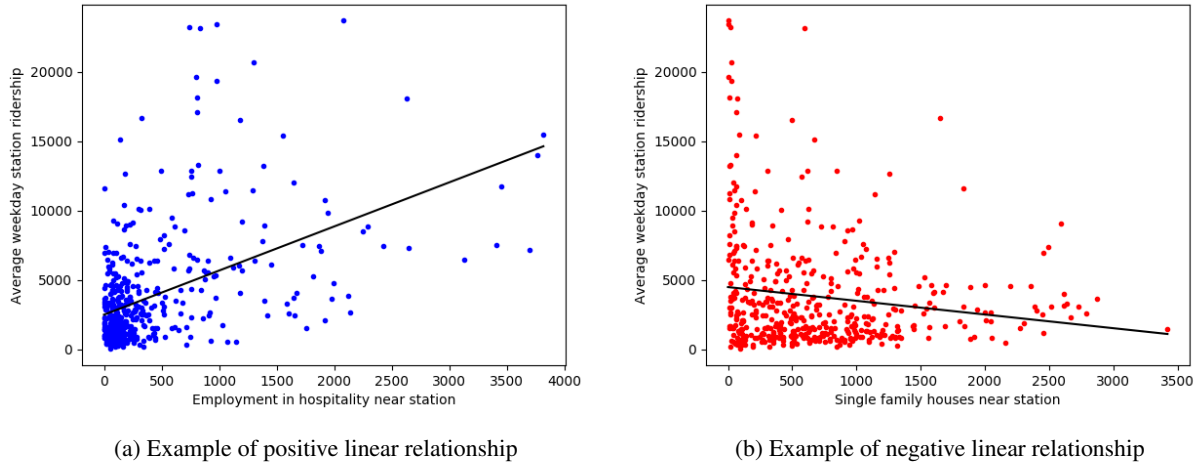 Average weekday station ridership
20000
15000
10000
5000
0
0 500 1000 1500 2000 2500 3000 3500 4000
Employment in hospitality near station
(a) Example of positive linear relationship
Average weekday station ridership
20000
15000
10000
5000
0
0 500 1000 1500 2000 2500 3000 3500
Single family houses near station
(b) Example of negative linear relationship